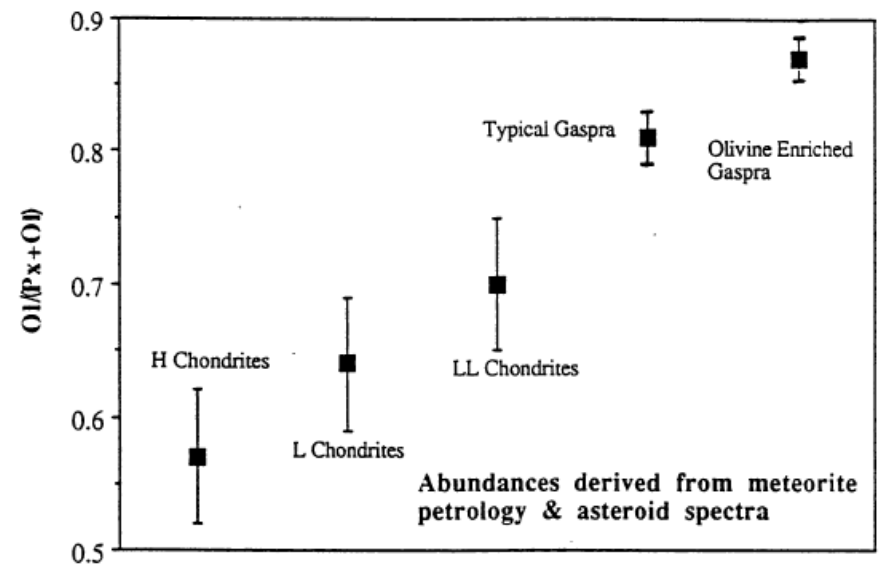 0.9
0.8
0.7
0.6
0.5
Ol/(Px+Ol)
Typical Gaspra
Olivine Enriched
Gaspra
H Chondrites
LL Chondrites
L Chondrites
Abundances derived from meteorite
petrology & asteroid spectra